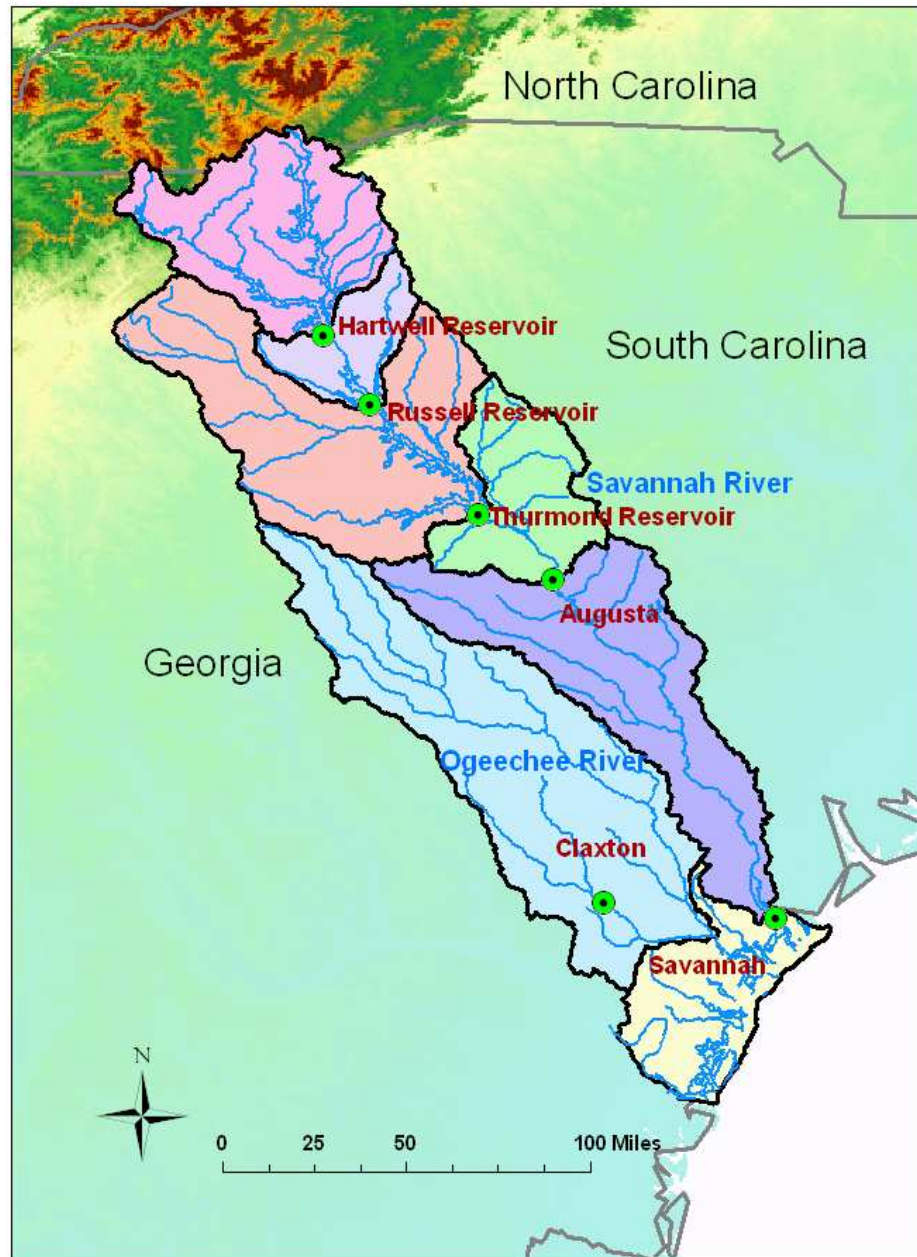 North Carolina
Hartwell Reservoir
South Carolina
Russell Reservoir
Savannah River
Thurmond Reservoir
Augusta
Georgia
Ogeechee River
Claxton
Savannah
N
0 25 50 100 Miles